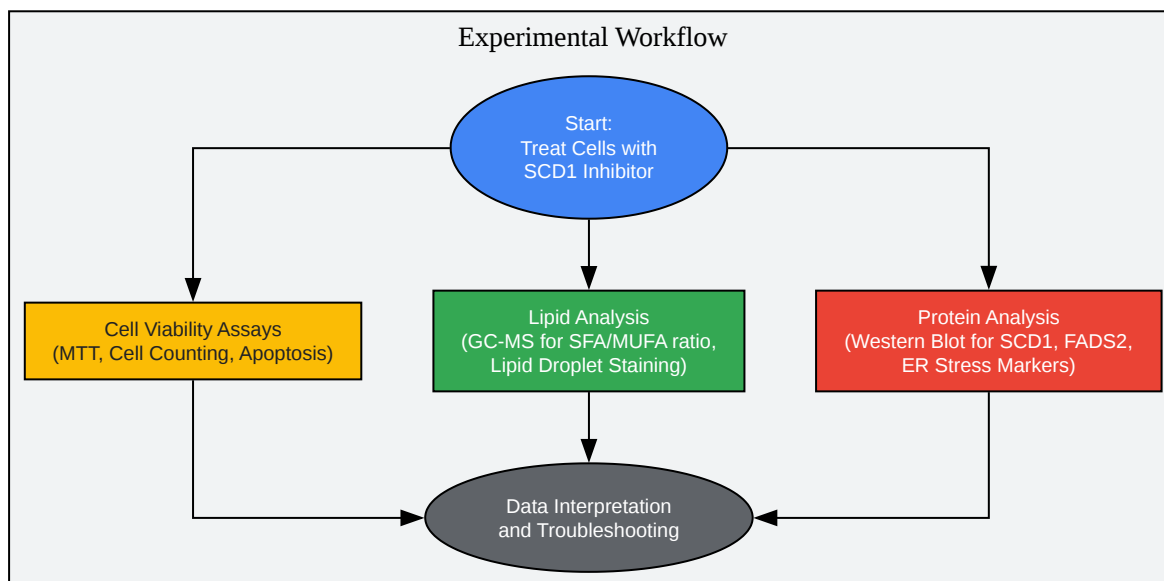 Experimental Workflow
Start:
Treat Cells with
SCD1 Inhibitor
Cell Viability Assays
(MTT, Cell Counting, Apoptosis)
Lipid Analysis
(GC-MS for SFA/MUFA ratio,
Lipid Droplet Staining)
Protein Analysis
(Western Blot for SCD1, FADS2,
ER Stress Markers)
Data Interpretation
and Troubleshooting